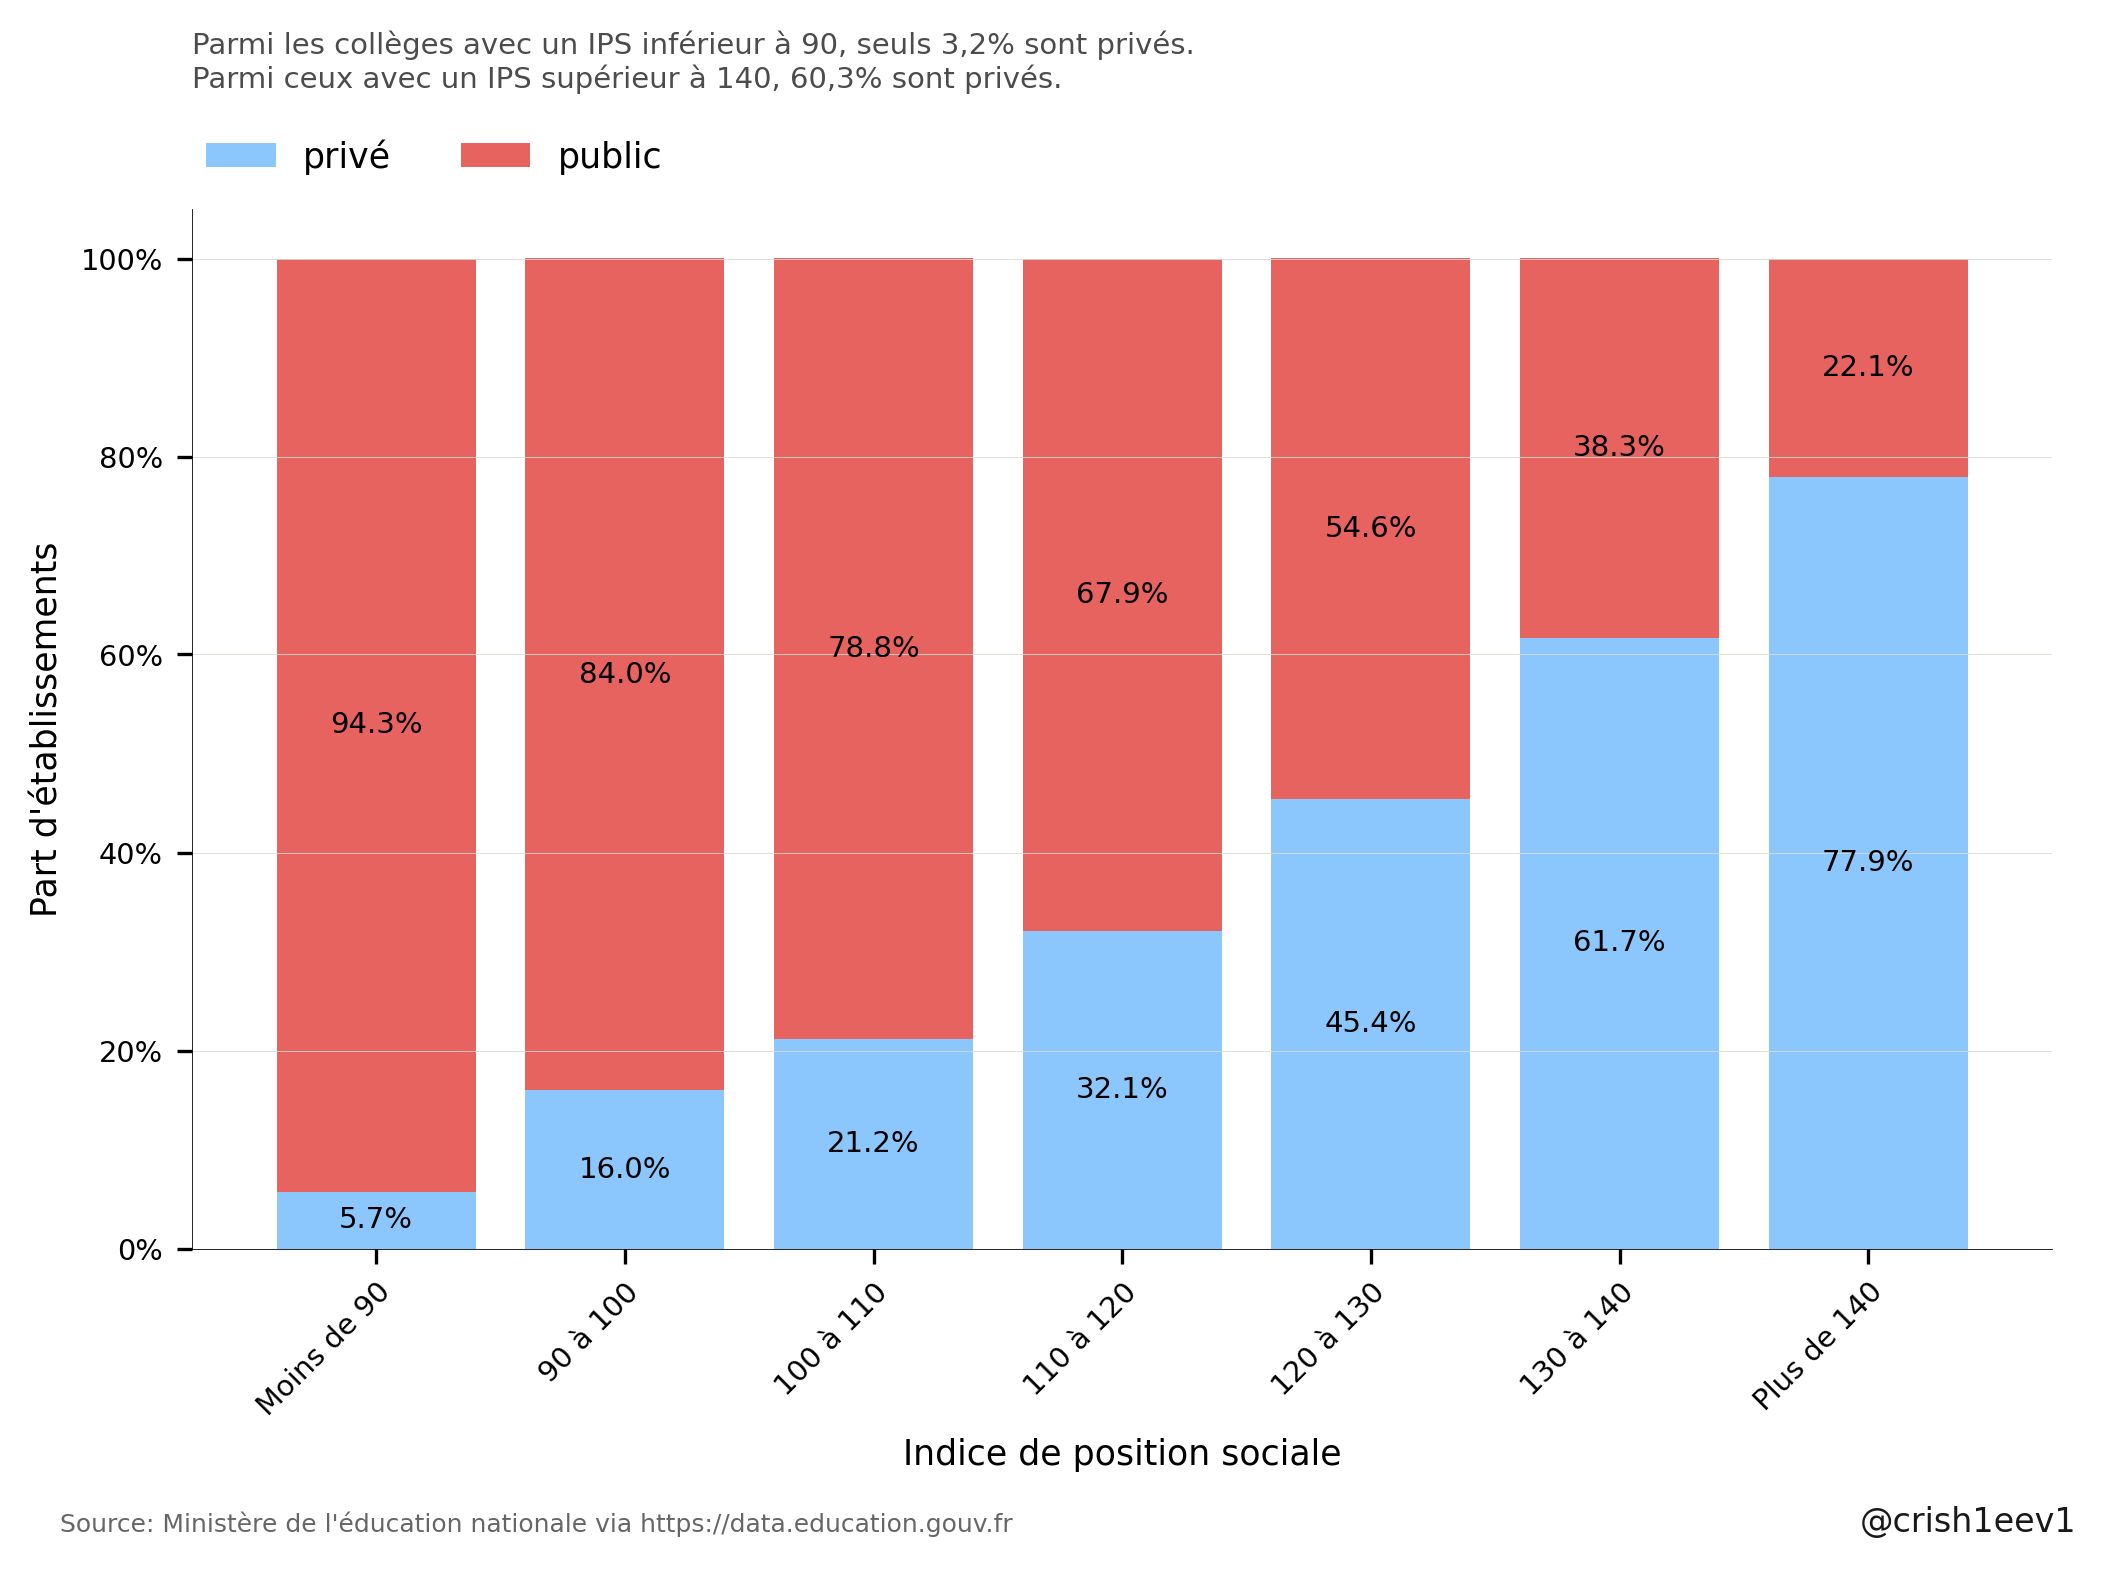 Parmi les collèges avec un IPS inférieur à 90, seuls 3,2% sont privés.
Parmi ceux avec un IPS supérieur à 140, 60,3% sont privés.
privé public
100%
80%
60%
40%
20%
0%
Part d'établissements
94.3%
5.7%
84.0%
16.0%
78.8%
21.2%
67.9%
32.1%
54.6%
45.4%
38.3%
61.7%
22.1%
77.9%
Moins de 90
90 à 100
100 à 110
110 à 120
120 à 130
130 à 140
Plus de 140
Indice de position sociale
Source: Ministère de l'éducation nationale via https://data.education.gouv.fr
@crish1eev1